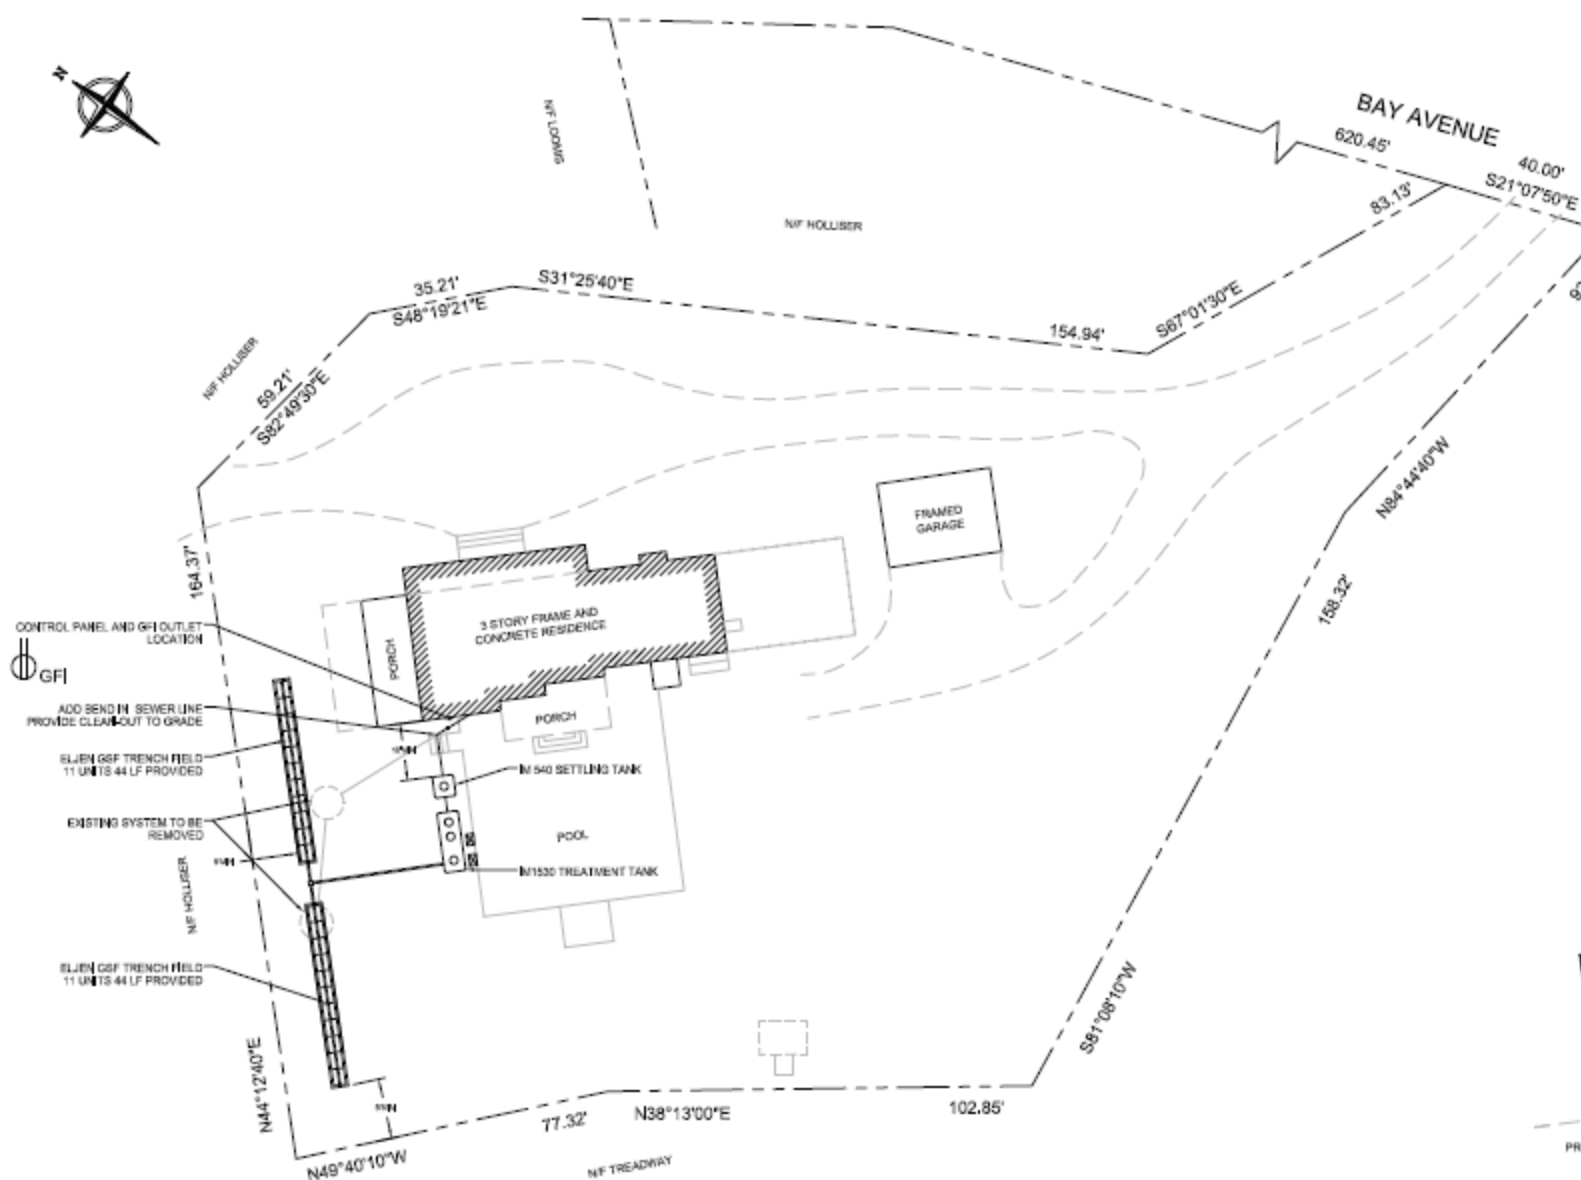 N
BAY AVENUE
620.45'
40.00'
S21°07'50"E
83.13'
N/F LOOMIS
N/F HOLLISER
S67°01'30"E
35.21'
S48°19'21"E
S31°25'40"E
154.94'
N/F HOLLISER
59.21'
S82°49'30"E
N84°44'40"W
FRAMED
GARAGE
164.37'
158.32'
3 STORY FRAME AND
CONCRETE RESIDENCE
CONTROL PANEL AND GFI OUTLET
LOCATION
GFI
PORCH
ADD BEND IN SEWER LINE
PROVIDE CLEAN-OUT TO GRADE
PORCH
ELJEN GSF TRENCH FIELD
11 UNITS 44 LF PROVIDED
IM 540 SETTLING TANK
EXISTING SYSTEM TO BE
REMOVED
POOL
IM1530 TREATMENT TANK
N/F HOLLISER
ELJEN GSF TRENCH FIELD
11 UNITS 44 LF PROVIDED
S81°08'10"W
N44°12'40"E
77.32'
N38°13'00"E
102.85'
N49°40'10"W
N/F TREADWAY
PR